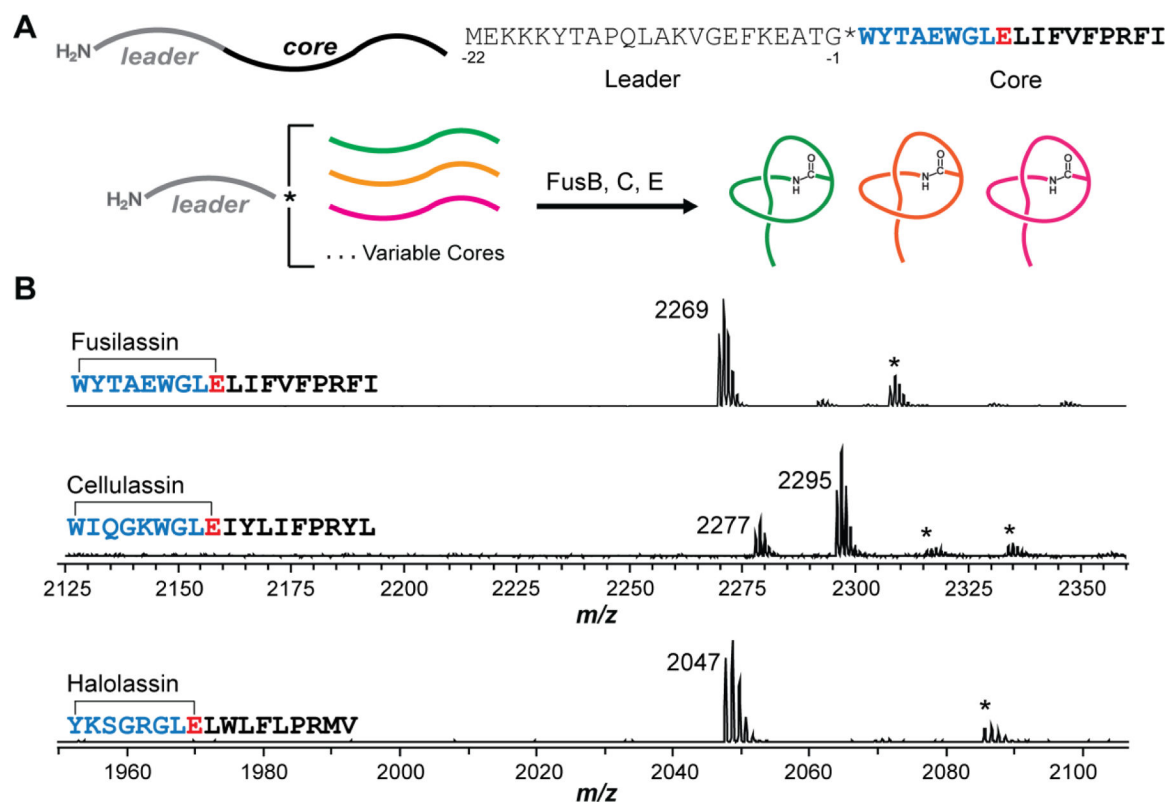 A
H₂N leader core MEKKKYTAPQLAKVGEFKEATG*WYTAEWGLELIFVFPRFI
-22 -1
Leader Core
H₂N leader * FusB, C, E
... Variable Cores
O N H C O N H C O N H C
B
Fusilassin
WYTAEWGLELIFVFPRFI
2269
*
Cellulassin
WIQGKWGLEIYLIFPRYL
2277
2295
* *
2125 2150 2175 2200 2225 2250 2275 2300 2325 2350
m/z
Halolassin
YKSGRGLELWLFLPRMV
2047
*
1960 1980 2000 2020 2040 2060 2080 2100
m/z